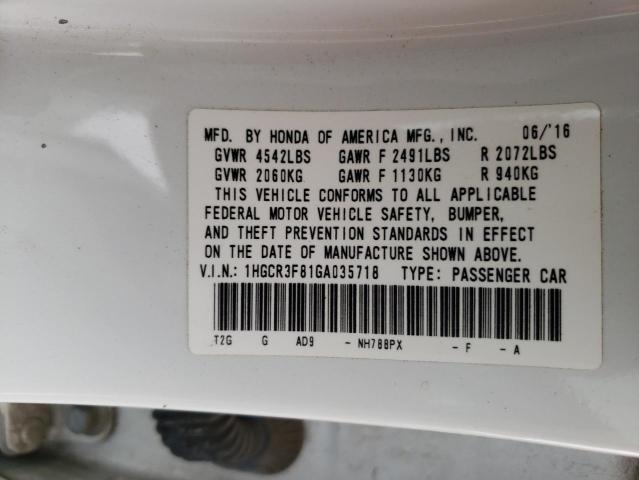 MFD. BY HONDA OF AMERICA MFG., INC. 06/'16
GVWR 4542LBS GAWR F 2491LBS R 2072LBS
GVWR 2060KG GAWR F 1130KG R 940KG
THIS VEHICLE CONFORMS TO ALL APPLICABLE
FEDERAL MOTOR VEHICLE SAFETY, BUMPER,
AND THEFT PREVENTION STANDARDS IN EFFECT
ON THE DATE OF MANUFACTURE SHOWN ABOVE.
V.I.N.: 1HGCR3F81GA035718 TYPE: PASSENGER CAR
T2G G AD9 - NH788PX - F - A